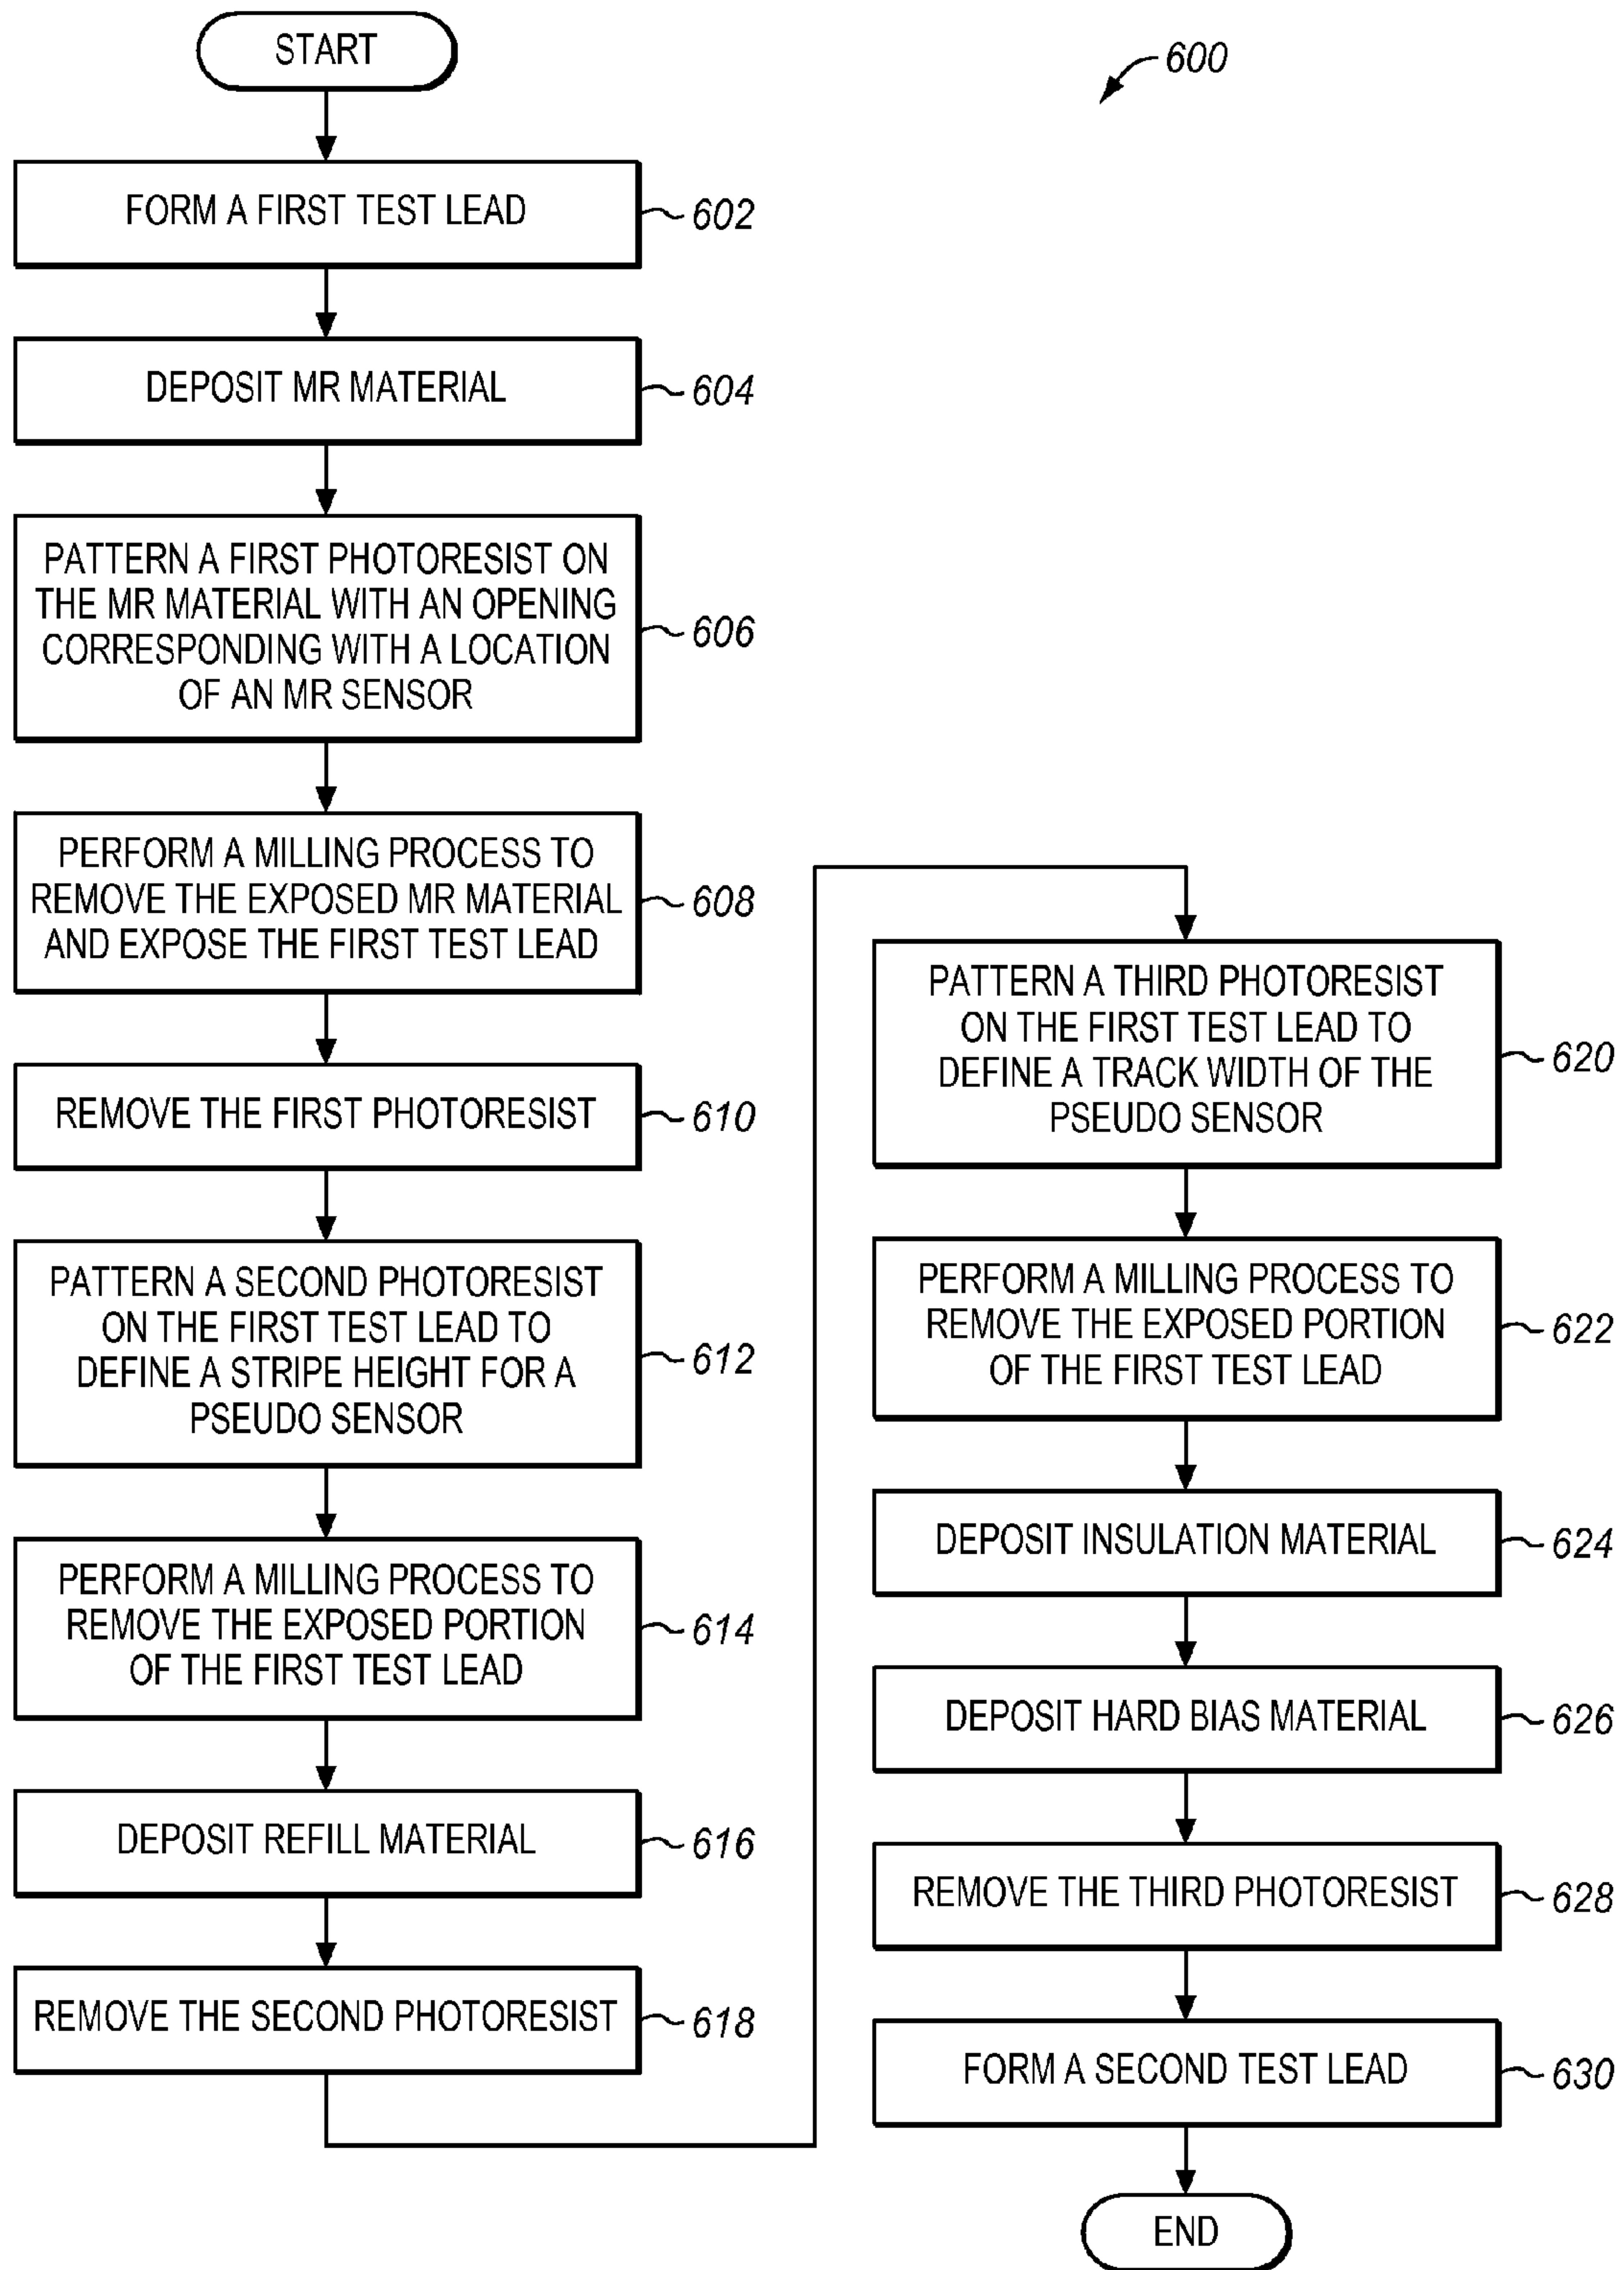 START
600
FORM A FIRST TEST LEAD
602
DEPOSIT MR MATERIAL
604
PATTERN A FIRST PHOTORESIST ON
THE MR MATERIAL WITH AN OPENING
CORRESPONDING WITH A LOCATION
OF AN MR SENSOR
606
PERFORM A MILLING PROCESS TO
REMOVE THE EXPOSED MR MATERIAL
AND EXPOSE THE FIRST TEST LEAD
608
REMOVE THE FIRST PHOTORESIST
610
PATTERN A SECOND PHOTORESIST
ON THE FIRST TEST LEAD TO
DEFINE A STRIPE HEIGHT FOR A
PSEUDO SENSOR
612
PERFORM A MILLING PROCESS TO
REMOVE THE EXPOSED PORTION
OF THE FIRST TEST LEAD
614
DEPOSIT REFILL MATERIAL
616
REMOVE THE SECOND PHOTORESIST
618
PATTERN A THIRD PHOTORESIST
ON THE FIRST TEST LEAD TO
DEFINE A TRACK WIDTH OF THE
PSEUDO SENSOR
620
PERFORM A MILLING PROCESS TO
REMOVE THE EXPOSED PORTION
OF THE FIRST TEST LEAD
622
DEPOSIT INSULATION MATERIAL
624
DEPOSIT HARD BIAS MATERIAL
626
REMOVE THE THIRD PHOTORESIST
628
FORM A SECOND TEST LEAD
630
END